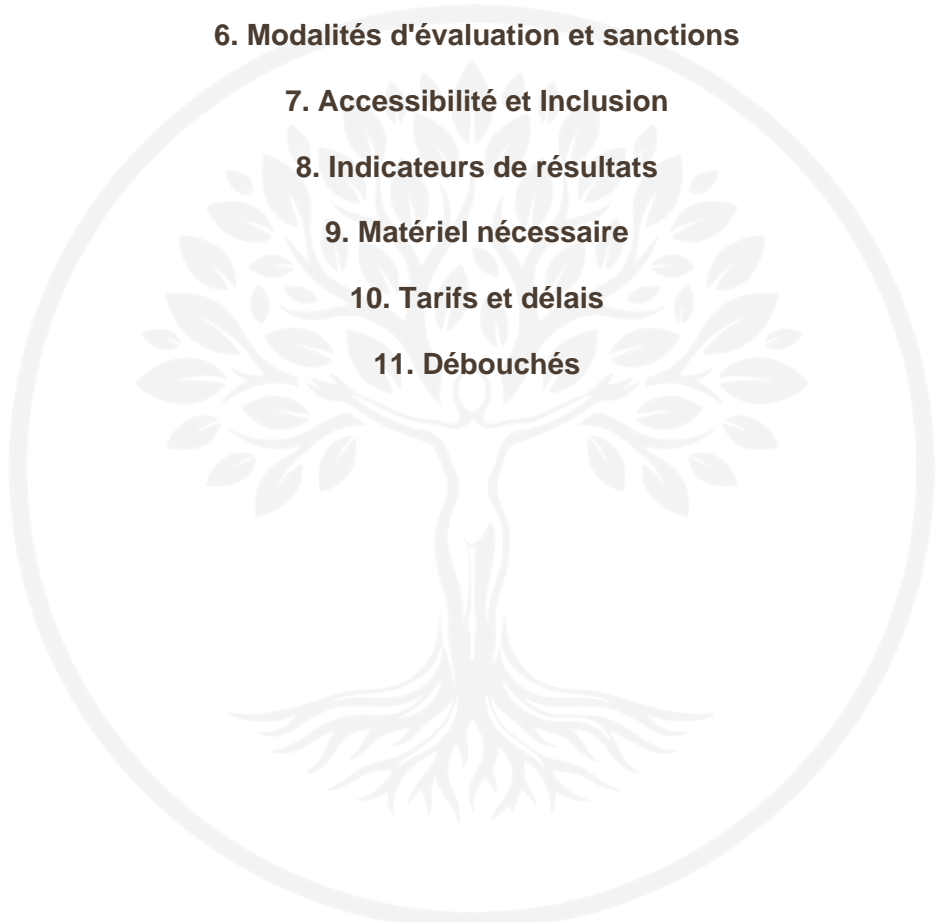 6. Modalités d'évaluation et sanctions
7. Accessibilité et Inclusion
8. Indicateurs de résultats
9. Matériel nécessaire
10. Tarifs et délais
11. Débouchés